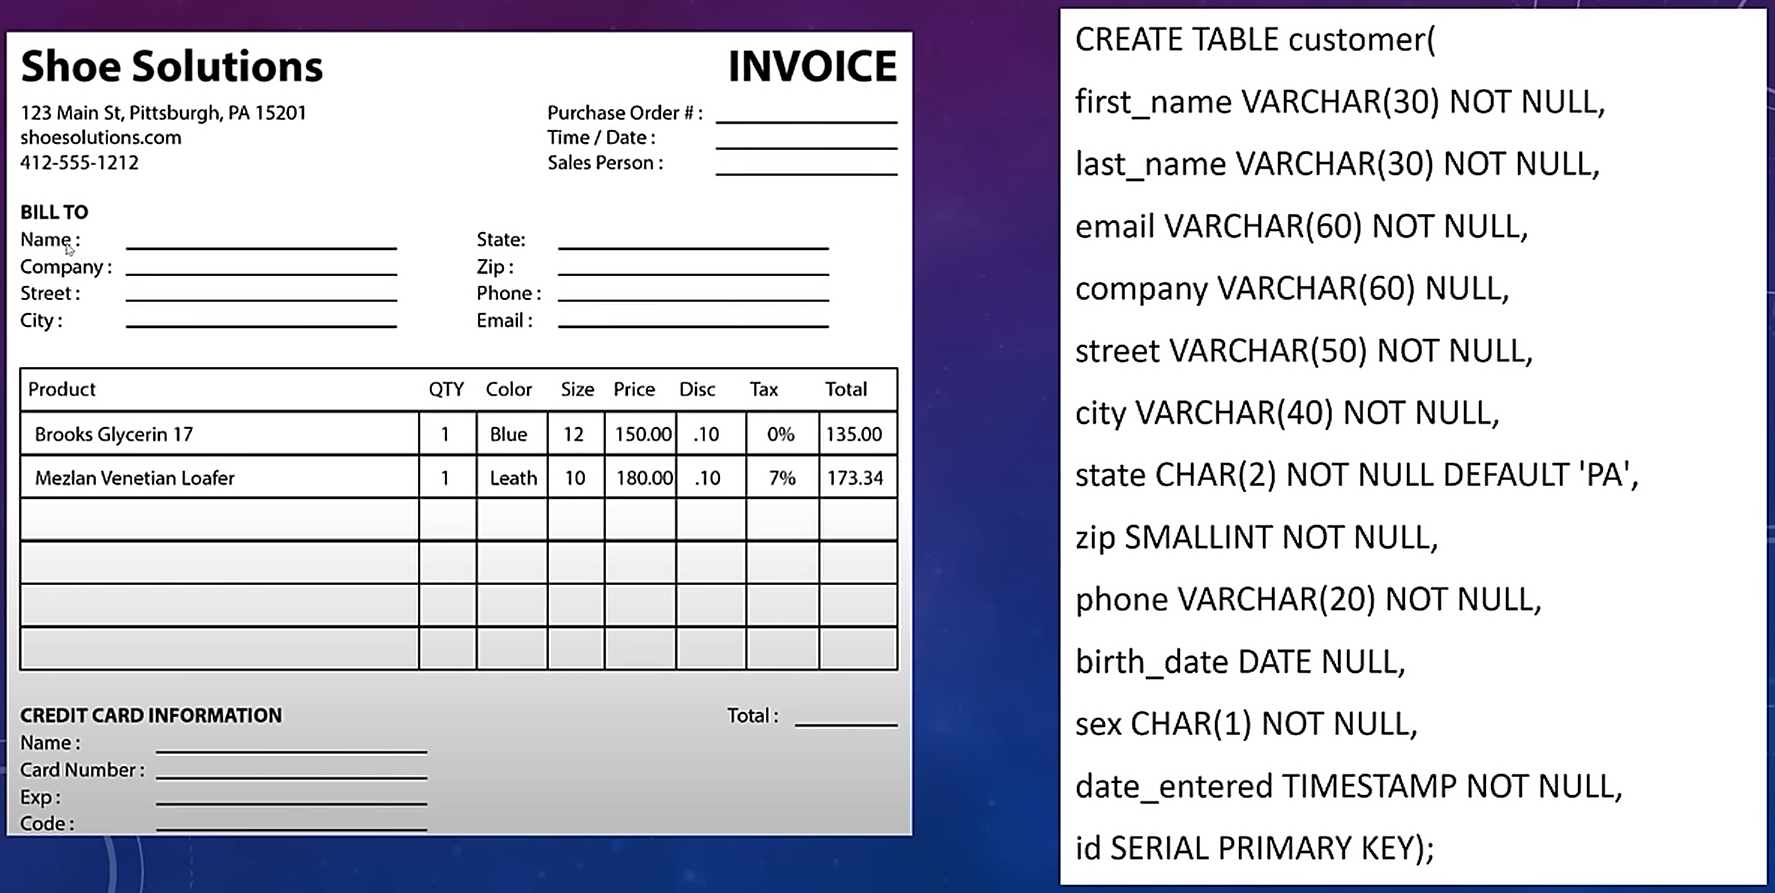 Shoe Solutions
INVOICE
123 Main St, Pittsburgh, PA 15201
shoesolutions.com
412-555-1212
Purchase Order # :
Time / Date :
Sales Person :
BILL TO
Name :
Company :
Street :
City :
State:
Zip :
Phone :
Email :
Product QTY Color Size Price Disc Tax Total
Brooks Glycerin 17 1 Blue 12 150.00 .10 0% 135.00
Mezlan Venetian Loafer 1 Leath 10 180.00 .10 7% 173.34
CREDIT CARD INFORMATION
Name :
Card Number :
Exp :
Code :
Total :
CREATE TABLE customer(
first_name VARCHAR(30) NOT NULL,
last_name VARCHAR(30) NOT NULL,
email VARCHAR(60) NOT NULL,
company VARCHAR(60) NULL,
street VARCHAR(50) NOT NULL,
city VARCHAR(40) NOT NULL,
state CHAR(2) NOT NULL DEFAULT 'PA',
zip SMALLINT NOT NULL,
phone VARCHAR(20) NOT NULL,
birth_date DATE NULL,
sex CHAR(1) NOT NULL,
date_entered TIMESTAMP NOT NULL,
id SERIAL PRIMARY KEY);